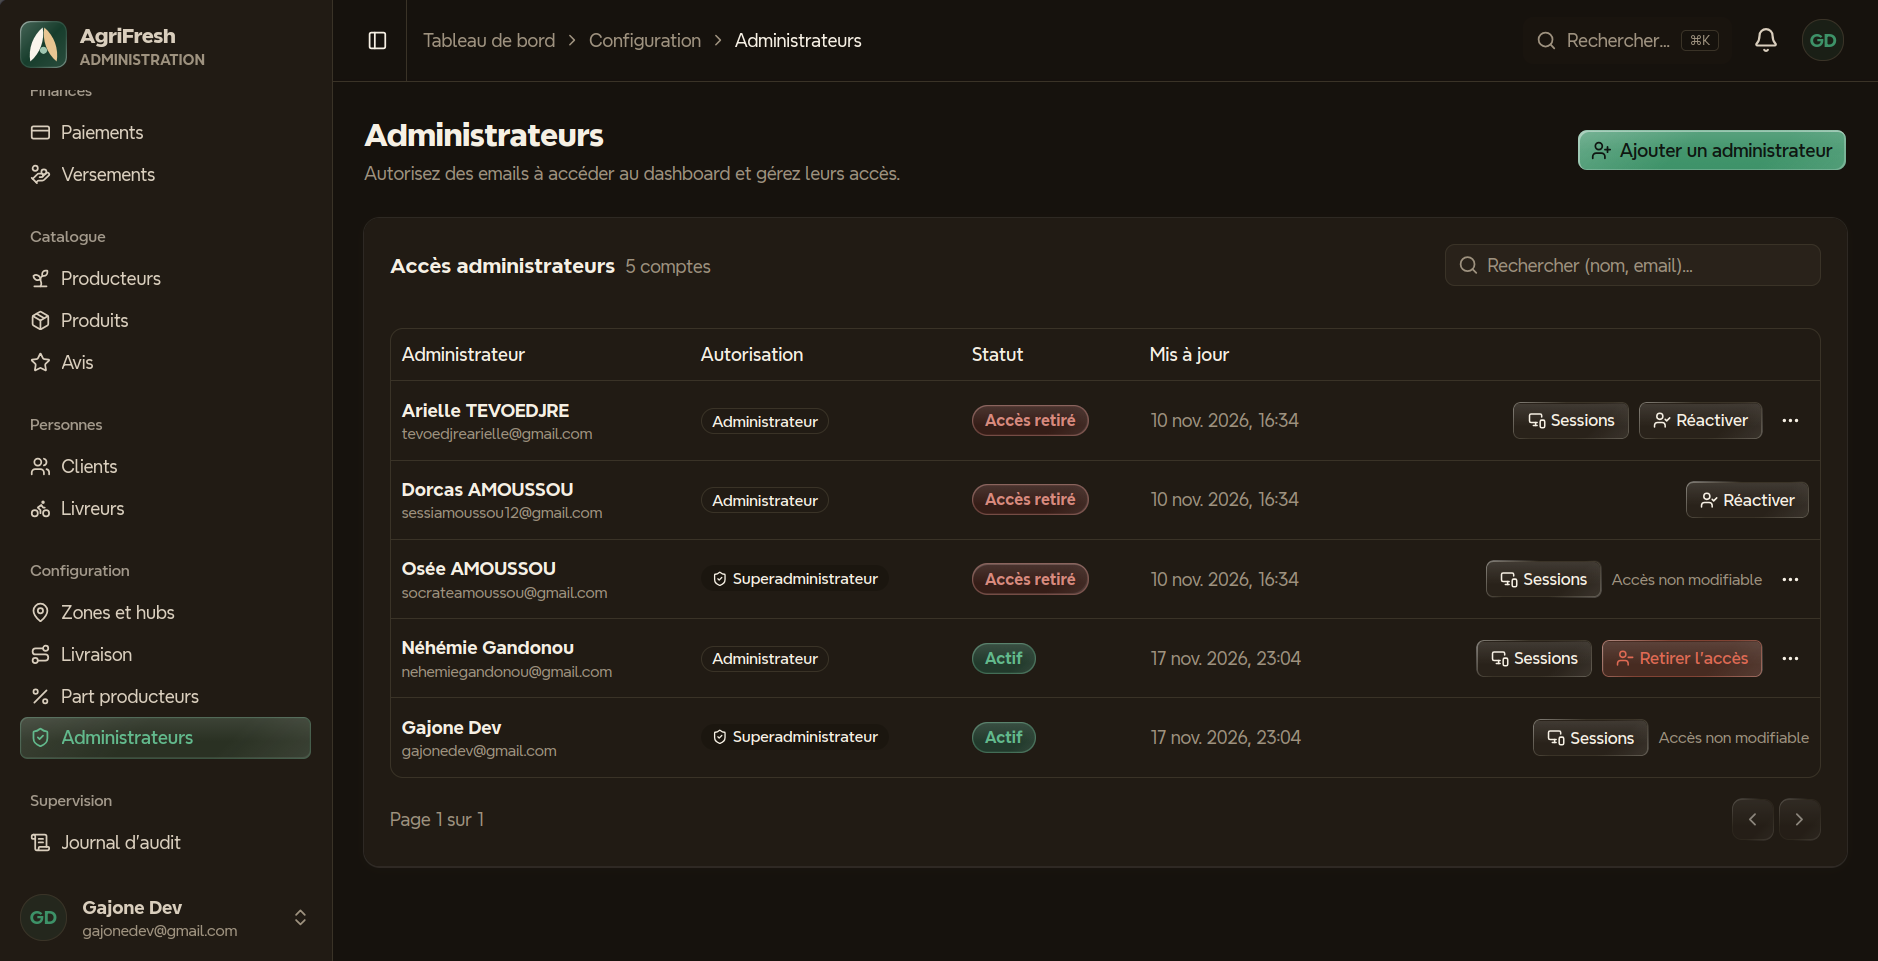 AgriFresh
ADMINISTRATION
Finances
Paiements
Versements
Catalogue
Producteurs
Produits
Avis
Personnes
Clients
Livreurs
Configuration
Zones et hubs
Livraison
Part producteurs
Administrateurs
Supervision
Journal d'audit
GD
Gajone Dev
gajonedev@gmail.com
Tableau de bord > Configuration > Administrateurs
Rechercher... ⌘K
GD
Administrateurs
Autorisez des emails à accéder au dashboard et gérez leurs accès.
Ajouter un administrateur
Accès administrateurs 5 comptes
Rechercher (nom, email)...
Administrateur Autorisation Statut Mis à jour
Arielle TEVOEDJRE
tevoedjrearielle@gmail.com
Administrateur
Accès retiré
10 nov. 2026, 16:34
Sessions
Réactiver
Dorcas AMOUSSOU
sessiamoussou12@gmail.com
Administrateur
Accès retiré
10 nov. 2026, 16:34
Réactiver
Osée AMOUSSOU
socrateamoussou@gmail.com
Superadministrateur
Accès retiré
10 nov. 2026, 16:34
Sessions
Accès non modifiable
Néhémie Gandonou
nehemiegandonou@gmail.com
Administrateur
Actif
17 nov. 2026, 23:04
Sessions
Retirer l'accès
Gajone Dev
gajonedev@gmail.com
Superadministrateur
Actif
17 nov. 2026, 23:04
Sessions
Accès non modifiable
Page 1 sur 1